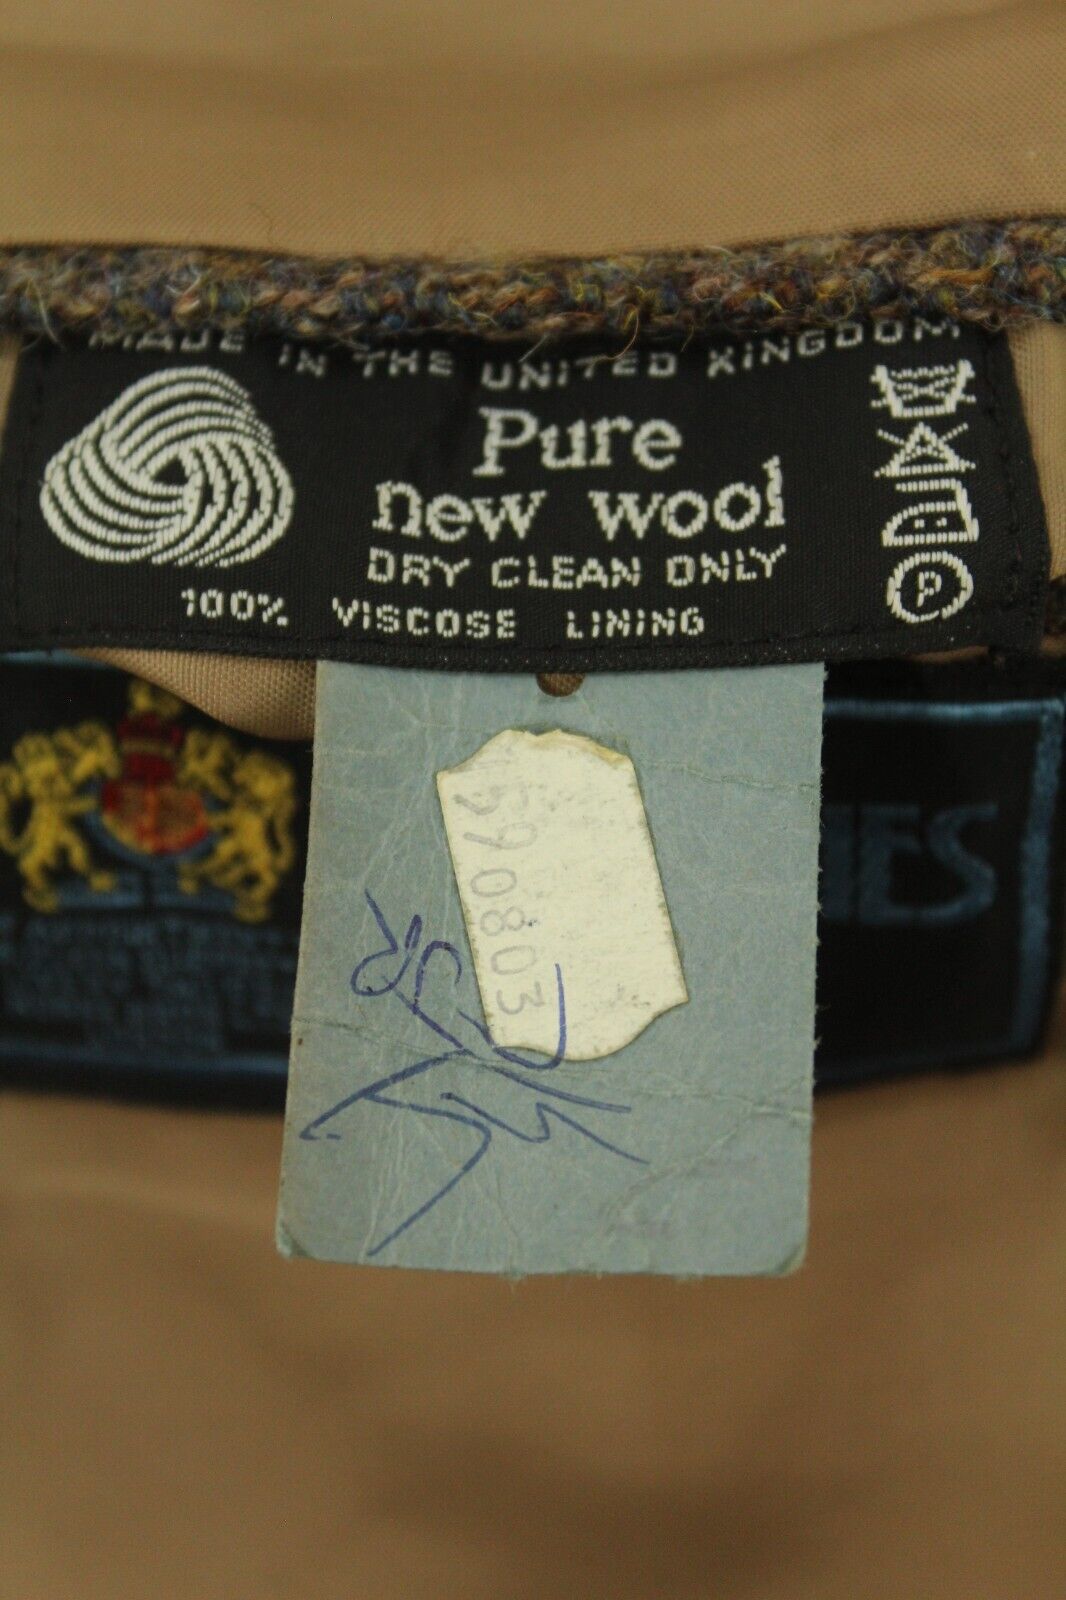 MADE IN THE UNITED KINGDOM
Pure
new wool
DRY CLEAN ONLY
100% VISCOSE LINING
P
590803